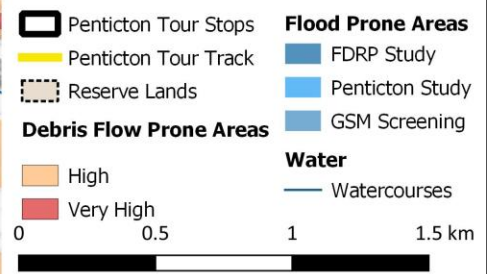 Penticton Tour Stops
Penticton Tour Track
Reserve Lands
Debris Flow Prone Areas
High
Very High
Flood Prone Areas
FDRP Study
Penticton Study
GSM Screening
Water
Watercourses
0 0.5 1 1.5 km